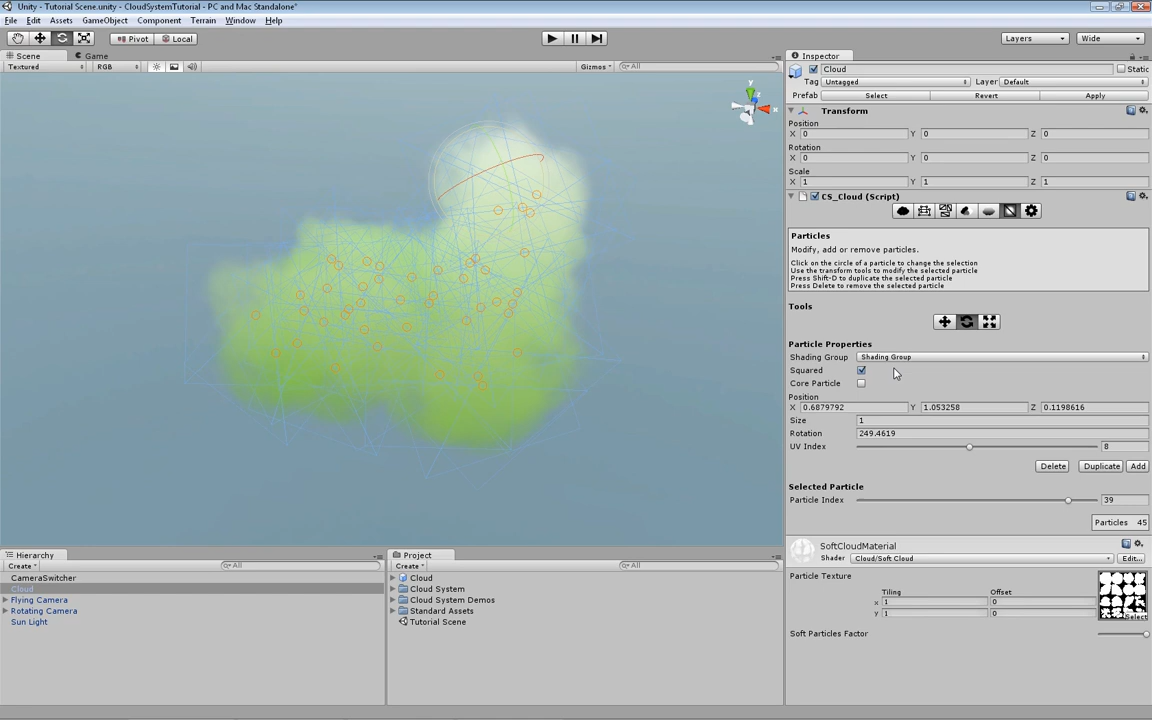 Unity - Tutorial Scene.unity - CloudSystemTutorial - PC and Mac Standalone*
File Edit Assets GameObject Component Terrain Window Help
Pivot Local Layers Wide
Scene Game
Textured RGB Gizmos All
y
z
x
Inspector
Cloud Static
Tag Untagged Layer Default
Prefab Select Revert Apply
Transform
Position
X 0 Y 0 Z 0
Rotation
X 0 Y 0 Z 0
Scale
X 1 Y 1 Z 1
CS_Cloud (Script)
Particles
Modify, add or remove particles.
Click on the circle of a particle to change the selection
Use the transform tools to modify the selected particle
Press Shift-D to duplicate the selected particle
Press Delete to remove the selected particle
Tools
Particle Properties
Shading Group Shading Group
Squared
Core Particle
Position
X 0.6879792 Y 1.053258 Z 0.1198616
Size 1
Rotation 249.4619
UV Index 8
Delete Duplicate Add
Selected Particle
Particle Index 39
Particles 45
SoftCloudMaterial
Shader Cloud/Soft Cloud Edit...
Particle Texture
Tiling Offset
x 1 0
y 1 0
Select
Soft Particles Factor
Hierarchy
Create All
CameraSwitcher
Cloud
Flying Camera
Rotating Camera
Sun Light
Project
Create All
Cloud
Cloud System
Cloud System Demos
Standard Assets
Tutorial Scene